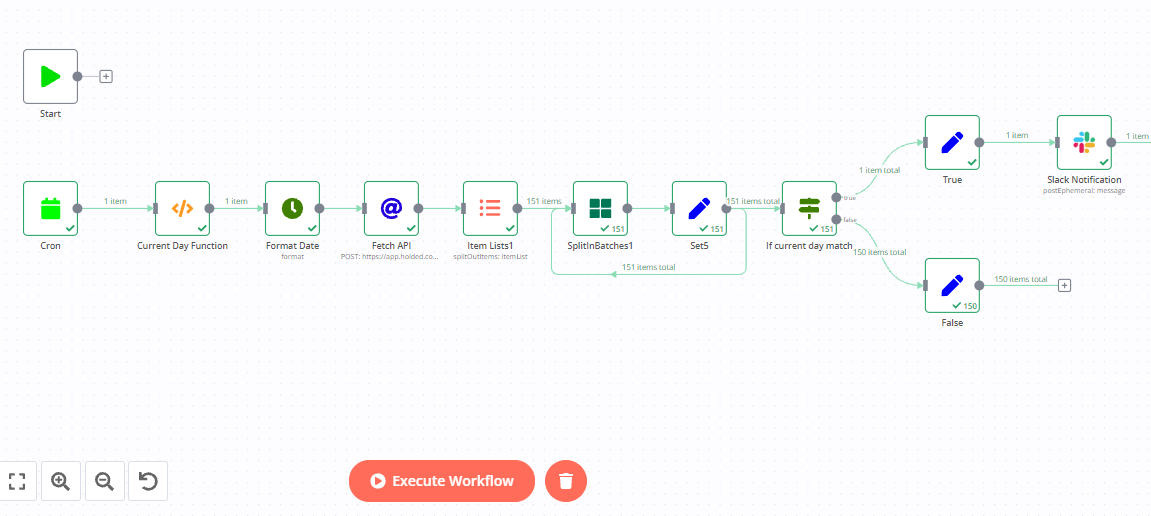 Start
1 item
1 item
151 items
151 items total
Cron
Current Day Function
Format Date
format
Fetch API
POST: https://app.holded.co...
Item Lists1
splitOutItems: itemList
151
SplitInBatches1
151
Set5
151
If current day match
151 items total
true
false
1 item total
150 items total
True
1 item
Slack Notification
postEphemeral: message
1 item
150
False
150 items total
Execute Workflow